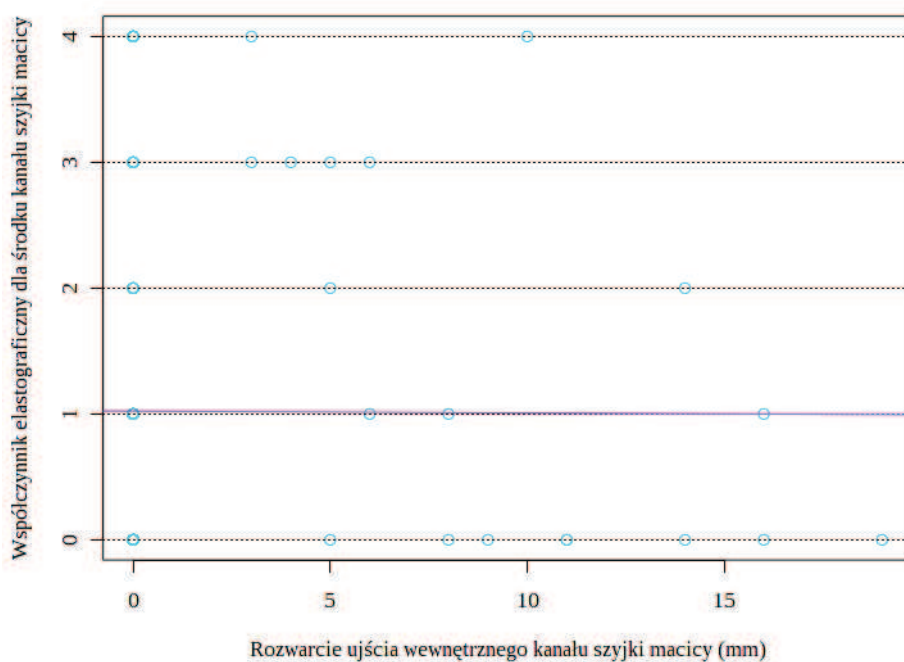 Współczynnik elastograficzny dla środku kanału szyjki macicy
4
3
2
1
0
0 5 10 15
Rozwarcie ujścia wewnętrznego kanału szyjki macicy (mm)